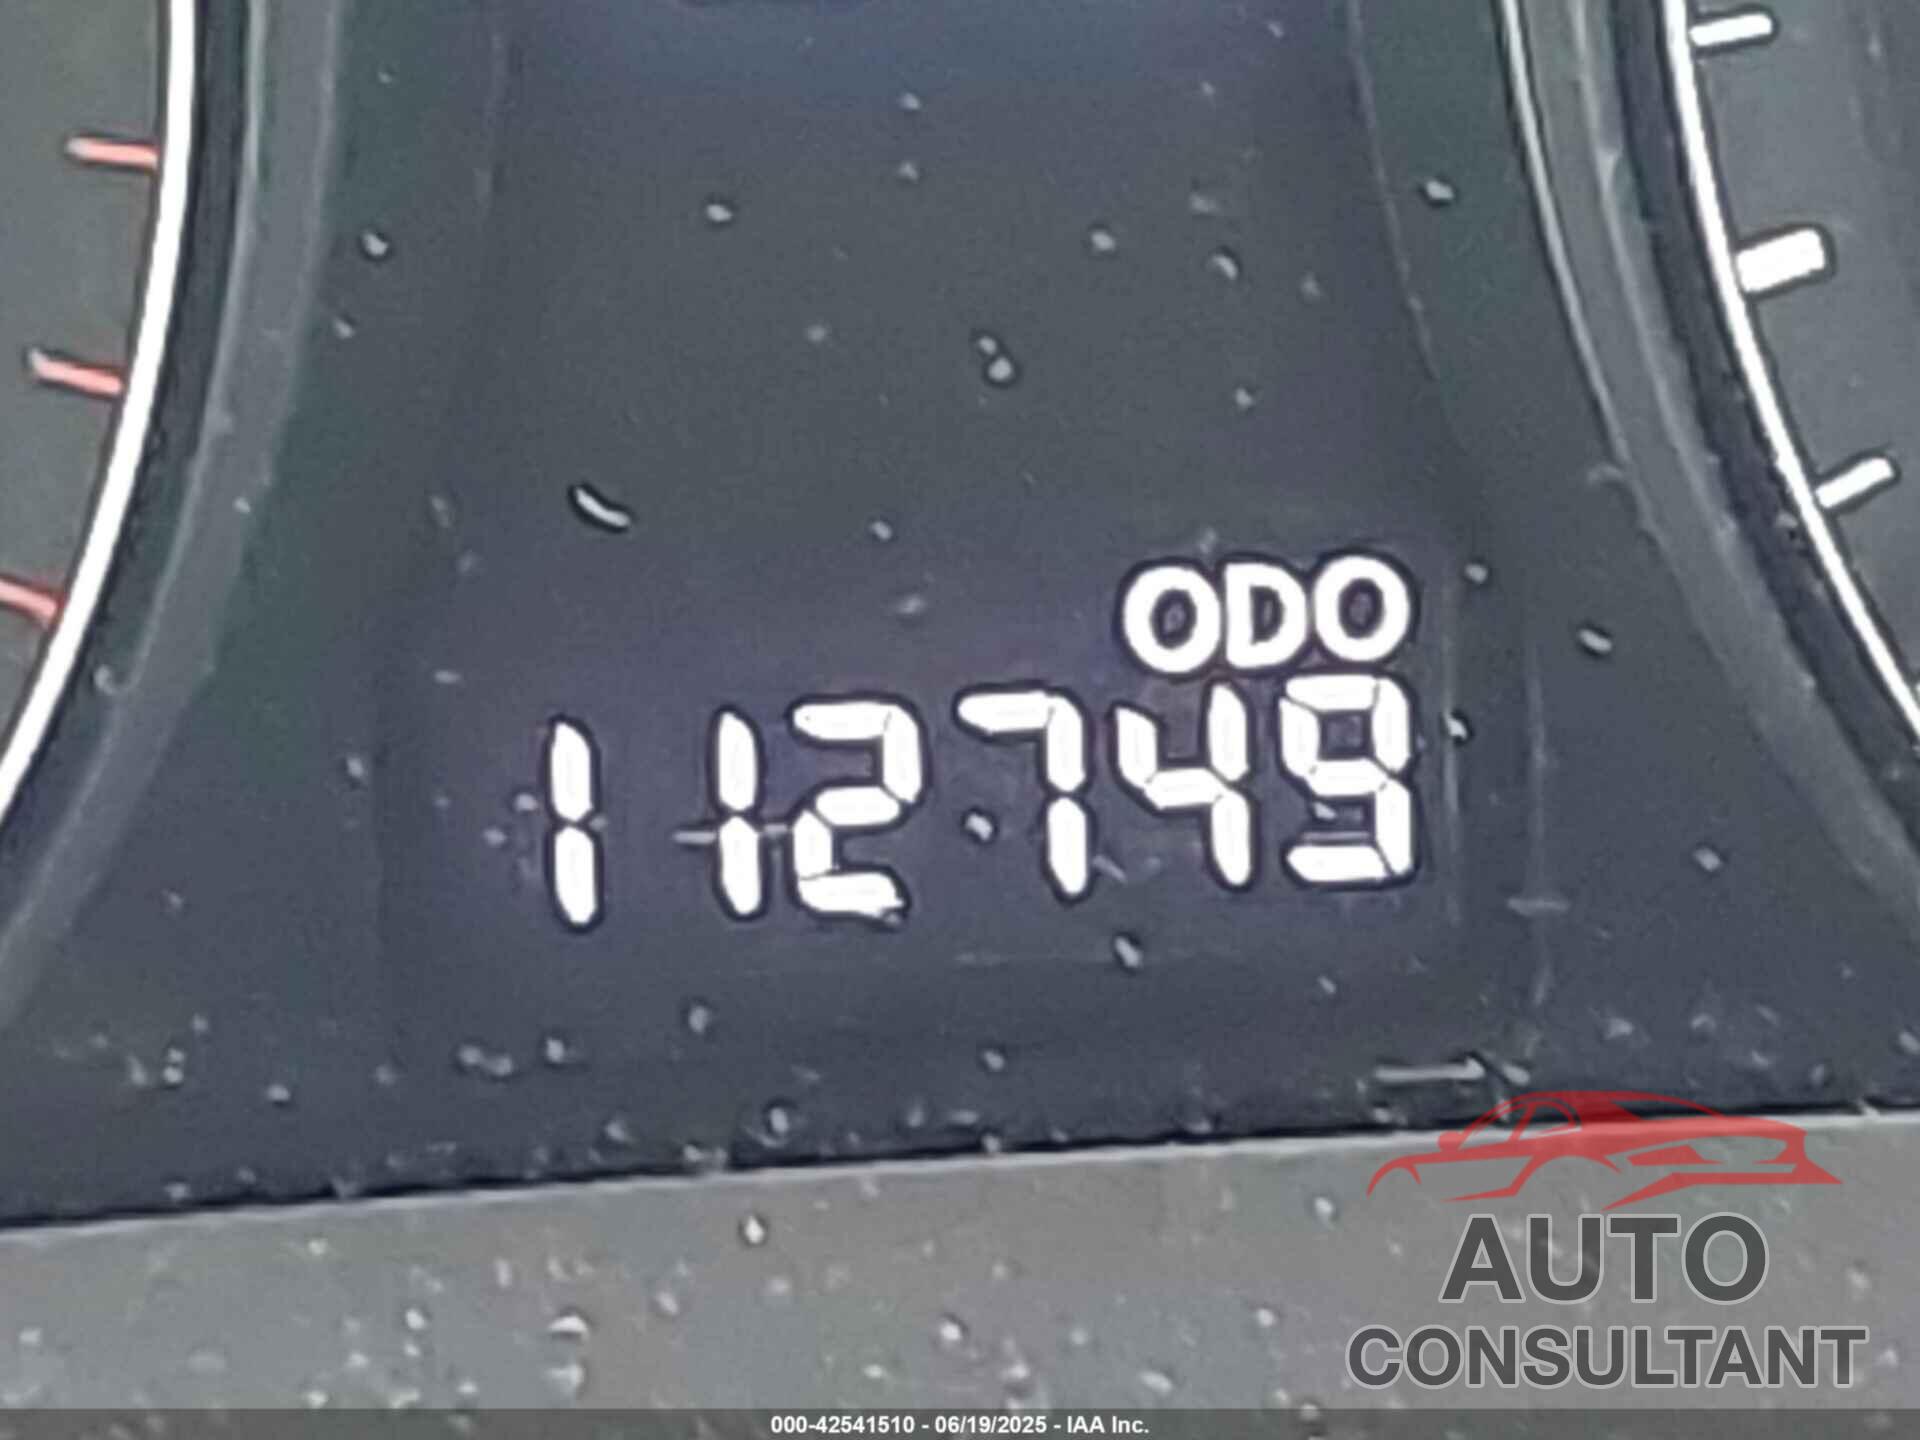 ODO
112749
AUTO
CONSULTANT
000-42541510 - 06/19/2025 - IAA Inc.